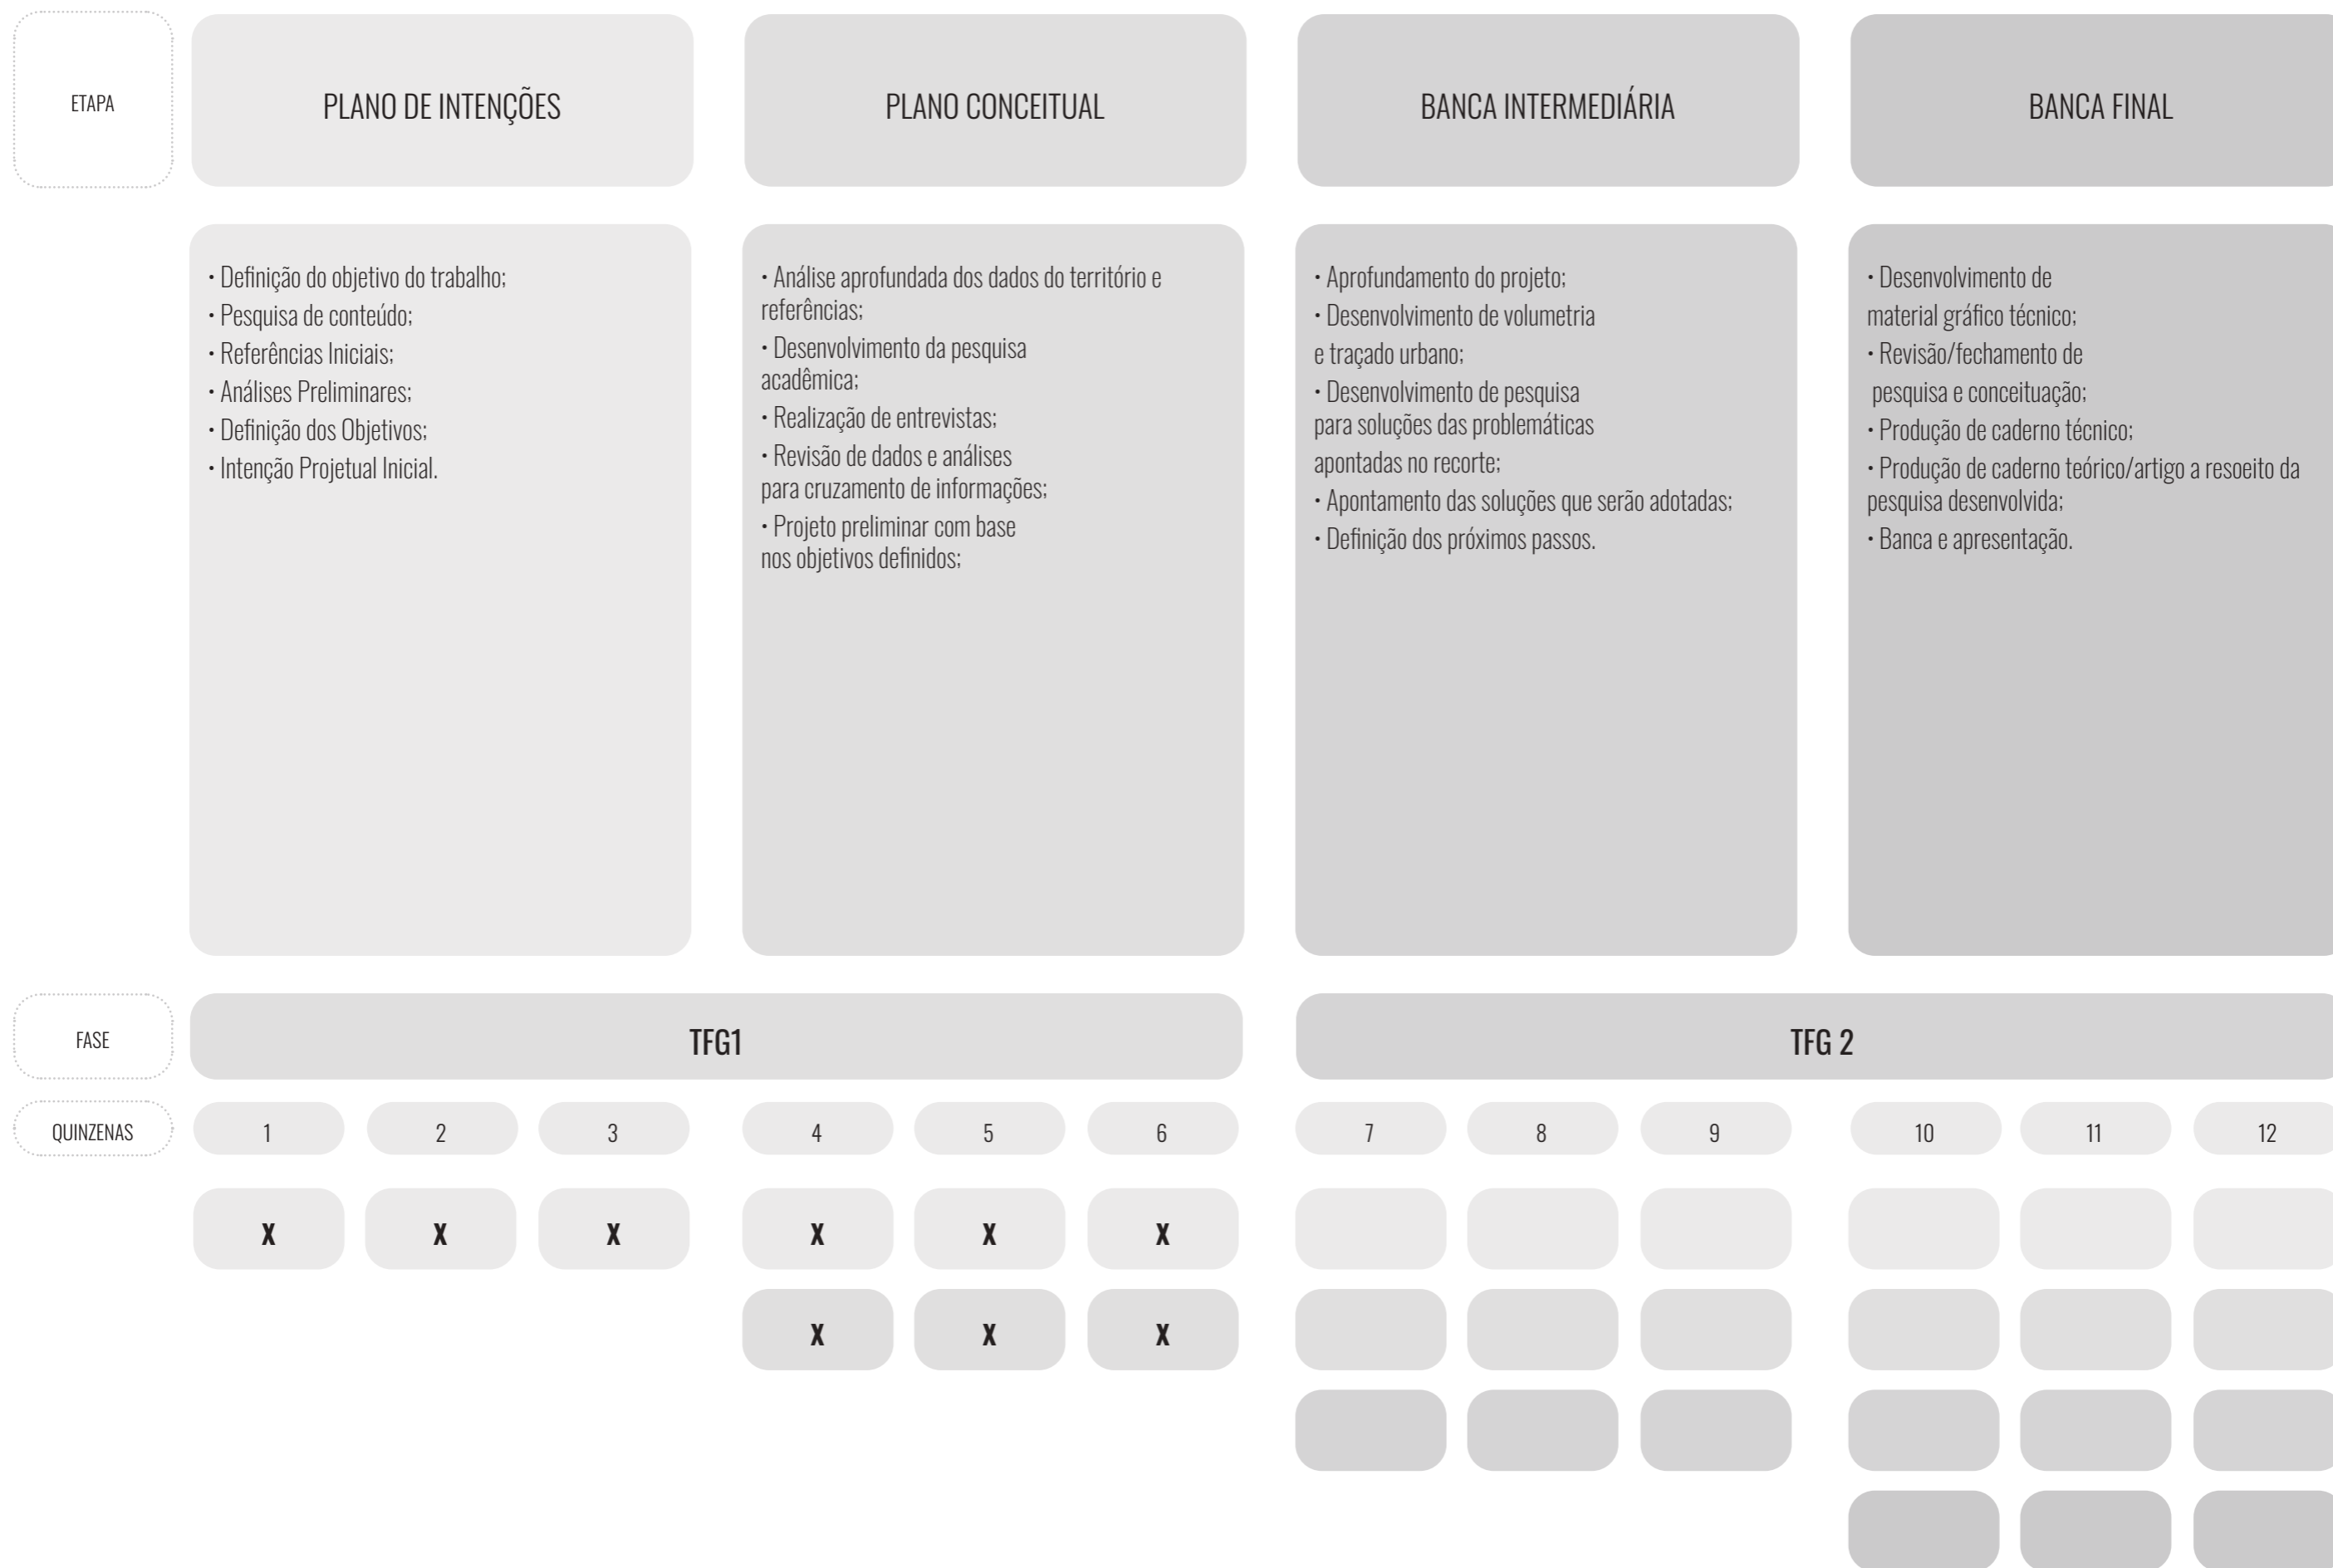 ETAPA
PLANO DE INTENÇÕES
PLANO CONCEITUAL
BANCA INTERMEDIÁRIA
BANCA FINAL
• Definição do objetivo do trabalho;
• Pesquisa de conteúdo;
• Referências Iniciais;
• Análises Preliminares;
• Definição dos Objetivos;
• Intenção Projetual Inicial.
• Análise aprofundada dos dados do território e
referências;
• Desenvolvimento da pesquisa
acadêmica;
• Realização de entrevistas;
• Revisão de dados e análises
para cruzamento de informações;
• Projeto preliminar com base
nos objetivos definidos;
• Aprofundamento do projeto;
• Desenvolvimento de volumetria
e traçado urbano;
• Desenvolvimento de pesquisa
para soluções das problemáticas
apontadas no recorte;
• Apontamento das soluções que serão adotadas;
• Definição dos próximos passos.
• Desenvolvimento de
material gráfico técnico;
• Revisão/fechamento de
pesquisa e conceituação;
• Produção de caderno técnico;
• Produção de caderno teórico/artigo a resoeito da
pesquisa desenvolvida;
• Banca e apresentação.
FASE
TFG1
TFG 2
QUINZENAS
1 2 3 4 5 6 7 8 9 10 11 12
X X X X X X
X X X